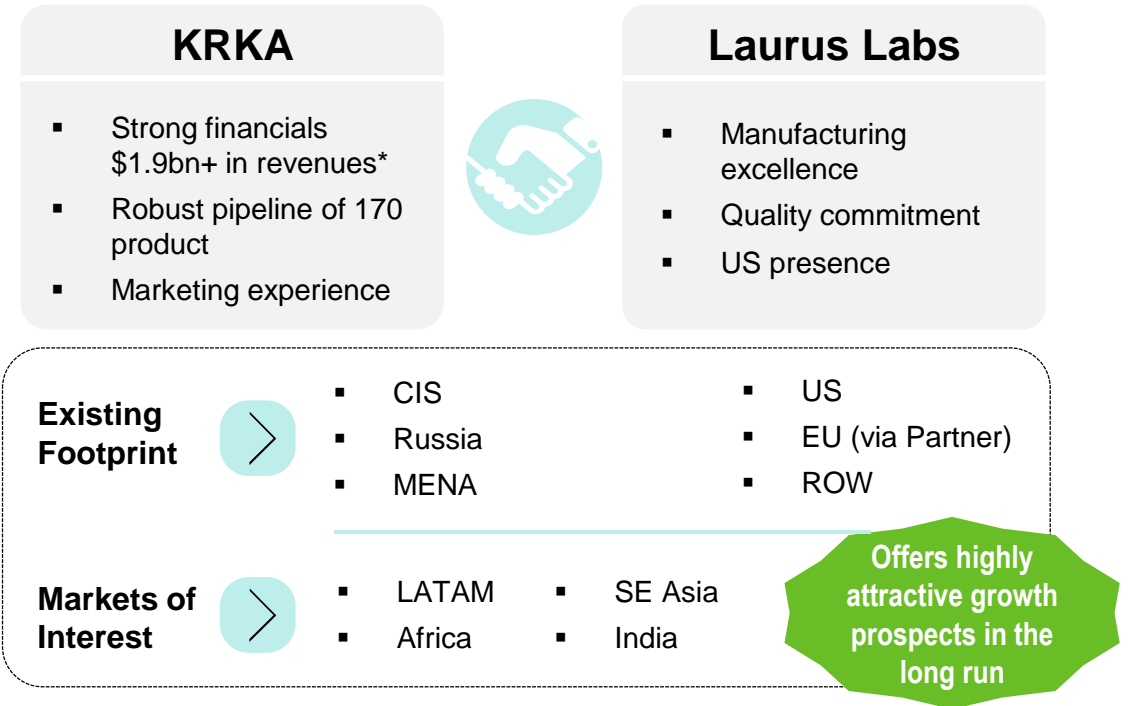 KRKA
▪ Strong financials
$1.9bn+ in revenues*
▪ Robust pipeline of 170
product
▪ Marketing experience
Laurus Labs
▪ Manufacturing
excellence
▪ Quality commitment
▪ US presence
Existing
Footprint
▪ CIS
▪ Russia
▪ MENA
▪ US
▪ EU (via Partner)
▪ ROW
Markets of
Interest
▪ LATAM
▪ Africa
▪ SE Asia
▪ India
Offers highly
attractive growth
prospects in the
long run